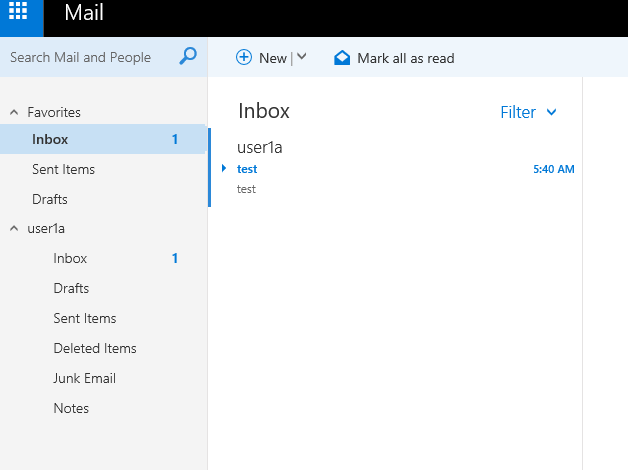 Mail
Search Mail and People
New
Mark all as read
Favorites
Inbox 1
Sent Items
Drafts
user1a
Inbox 1
Drafts
Sent Items
Deleted Items
Junk Email
Notes
Inbox
Filter
user1a
test 5:40 AM
test